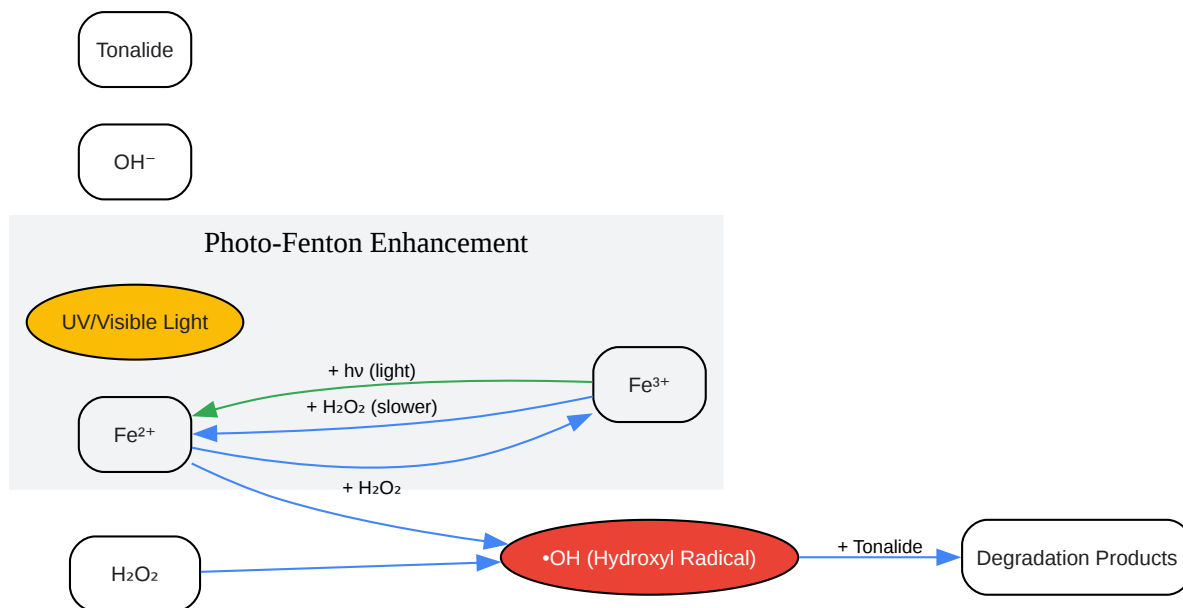 Tonalide
OH⁻
Photo-Fenton Enhancement
UV/Visible Light
+ hν (light)
Fe³⁺
+ H₂O₂ (slower)
Fe²⁺
+ H₂O₂
+ Tonalide
•OH (Hydroxyl Radical)
Degradation Products
H₂O₂